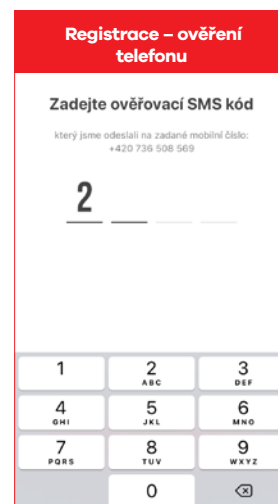 Registrace – ověření
telefonu
Zadejte ověřovací SMS kód
který jsme odeslali na zadané mobilní číslo:
+420 736 508 569
2
1 2 3
ABC DEF
4 5 6
GHI JKL MNO
7 8 9
PQRS TUV WXYZ
0